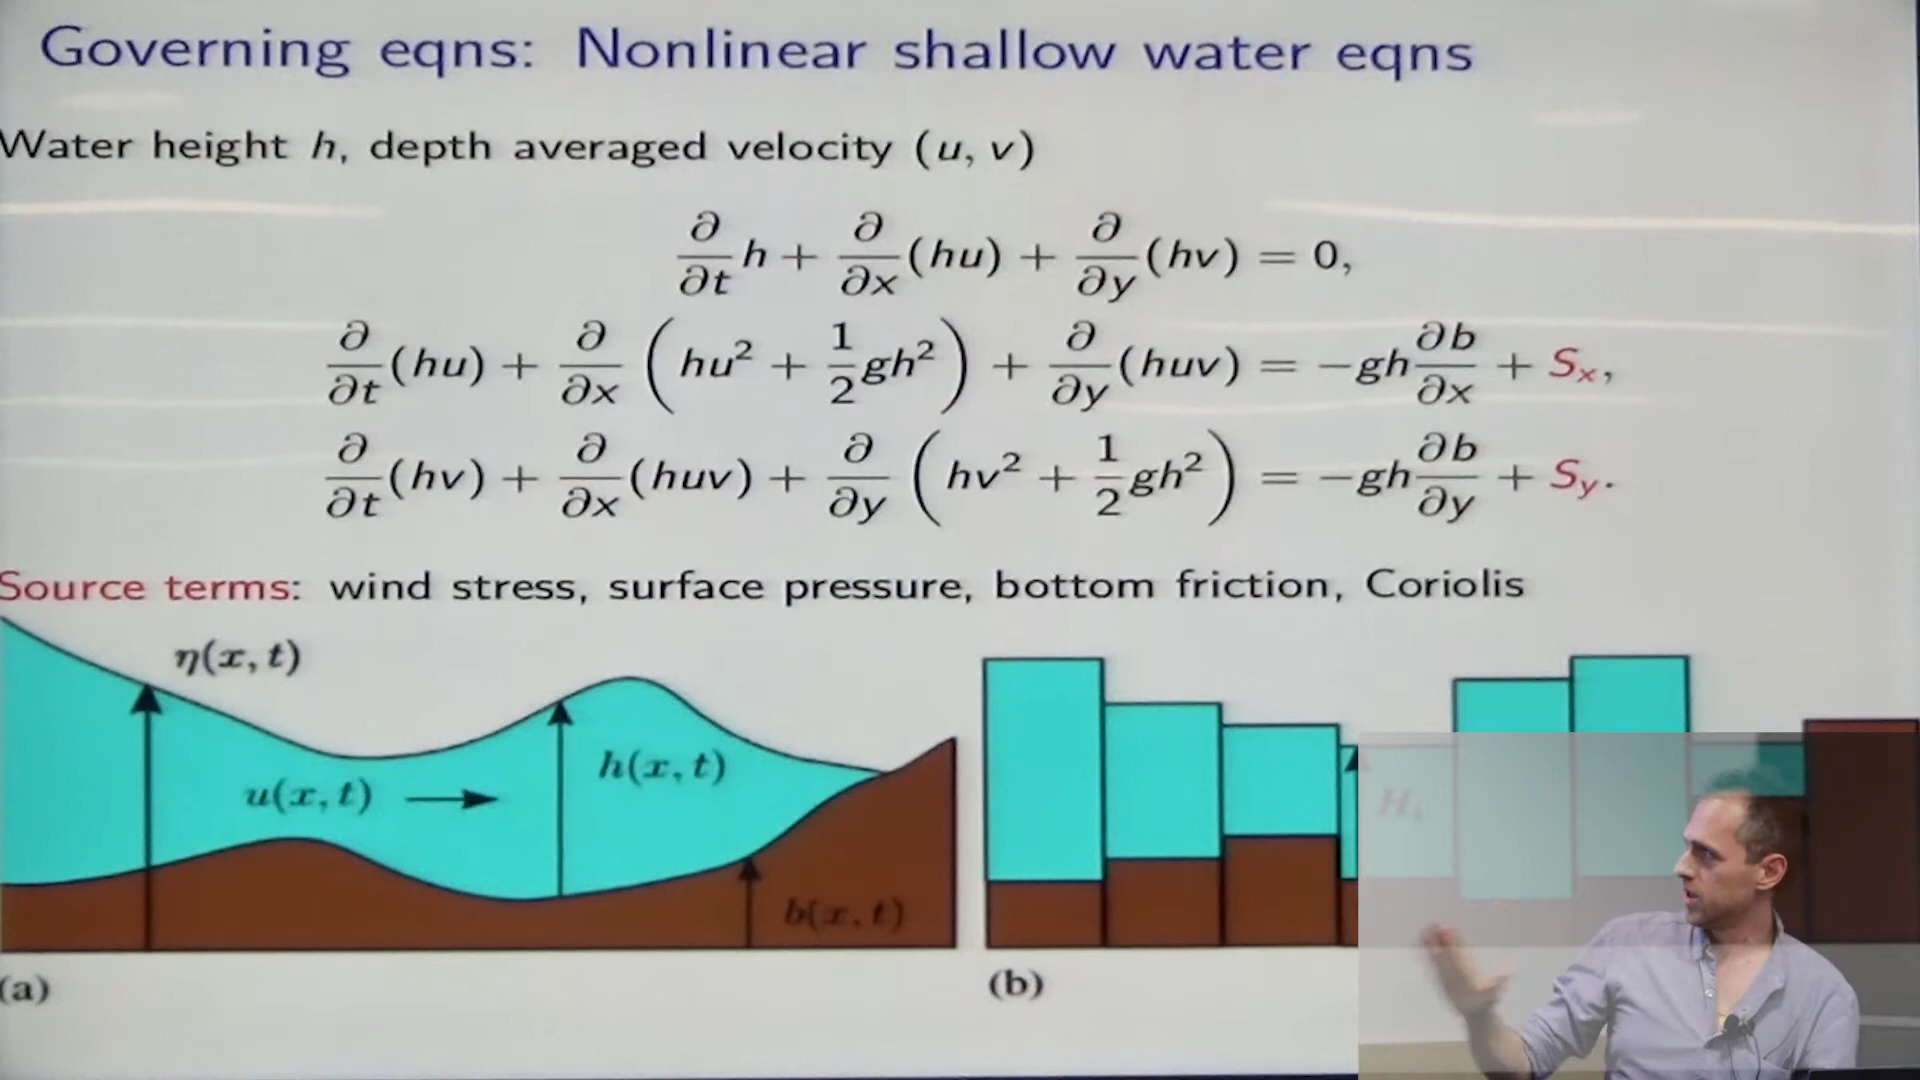 Governing eqns: Nonlinear shallow water eqns
Water height h, depth averaged velocity (u, v)
∂/∂t h + ∂/∂x (hu) + ∂/∂y (hv) = 0,
∂/∂t (hu) + ∂/∂x (hu² + 1/2 gh²) + ∂/∂y (huv) = −gh ∂b/∂x + Sₓ,
∂/∂t (hv) + ∂/∂x (huv) + ∂/∂y (hv² + 1/2 gh²) = −gh ∂b/∂y + S_y.
Source terms: wind stress, surface pressure, bottom friction, Coriolis
η(x, t)
h(x, t)
u(x, t)
b(x, t)
(a)
(b)